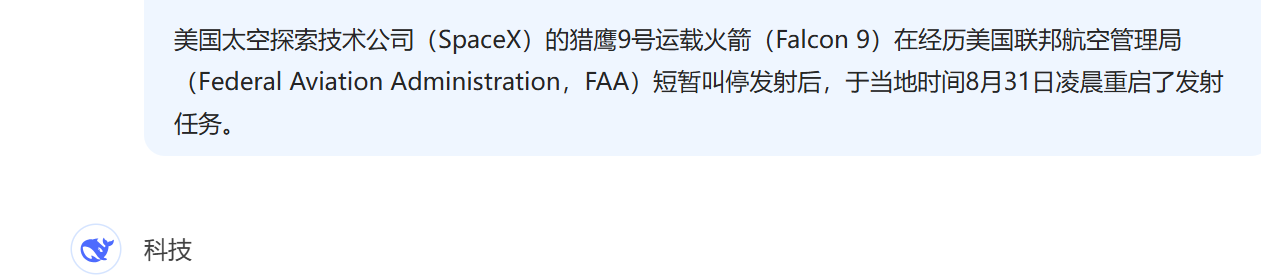 美国太空探索技术公司（SpaceX）的猎鹰9号运载火箭（Falcon 9）在经历美国联邦航空管理局
（Federal Aviation Administration，FAA）短暂叫停发射后，于当地时间8月31日凌晨重启了发射
任务。
科技